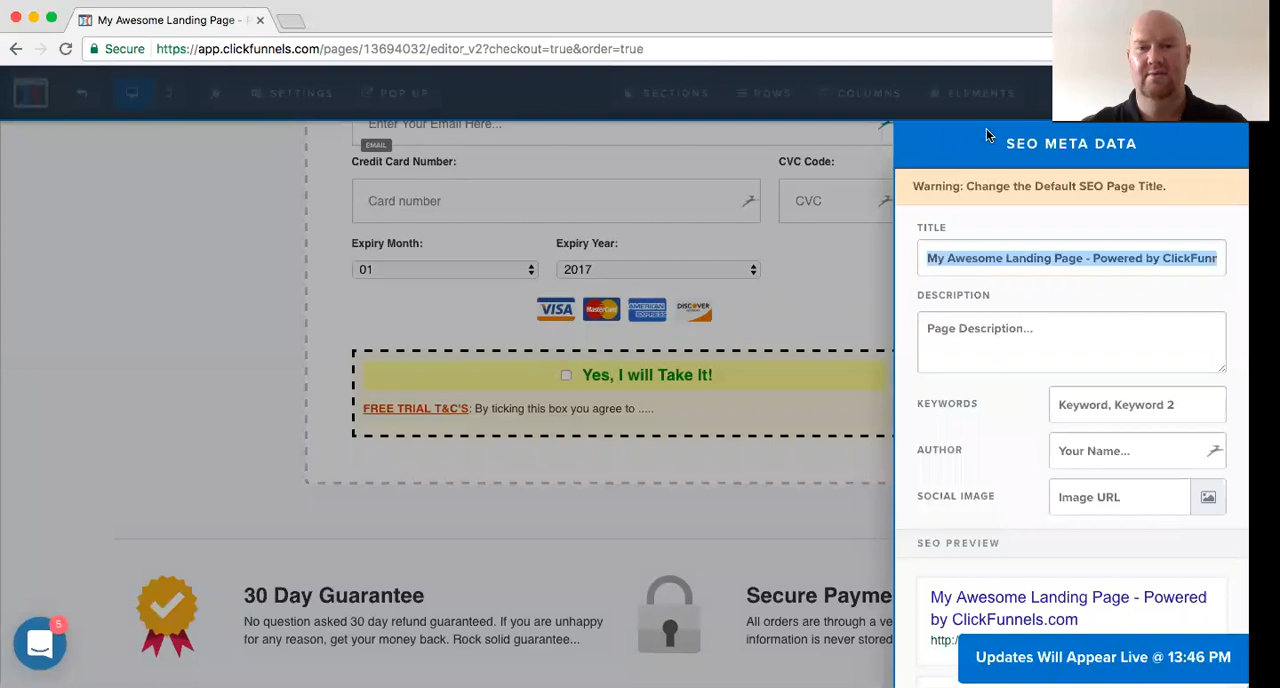 My Awesome Landing Page -
Secure https://app.clickfunnels.com/pages/13694032/editor_v2?checkout=true&order=true
SETTINGS POP UP SECTIONS ROWS COLUMNS ELEMENTS
Enter Your Email Here...
EMAIL
Credit Card Number: CVC Code:
Card number CVC
Expiry Month: Expiry Year:
01 2017
VISA MasterCard AMERICAN EXPRESS DISCOVER
Yes, I will Take It!
FREE TRIAL T&C'S: By ticking this box you agree to .....
30 Day Guarantee
No question asked 30 day refund guarantee. If you are unhappy
for any reason, get your money back. Rock solid guarantee...
Secure Payme
All orders are through a ve
information is never stored
5
SEO META DATA
Warning: Change the Default SEO Page Title.
TITLE
My Awesome Landing Page - Powered by ClickFunn
DESCRIPTION
Page Description...
KEYWORDS Keyword, Keyword 2
AUTHOR Your Name...
SOCIAL IMAGE Image URL
SEO PREVIEW
My Awesome Landing Page - Powered
by ClickFunnels.com
http:
Updates Will Appear Live @ 13:46 PM